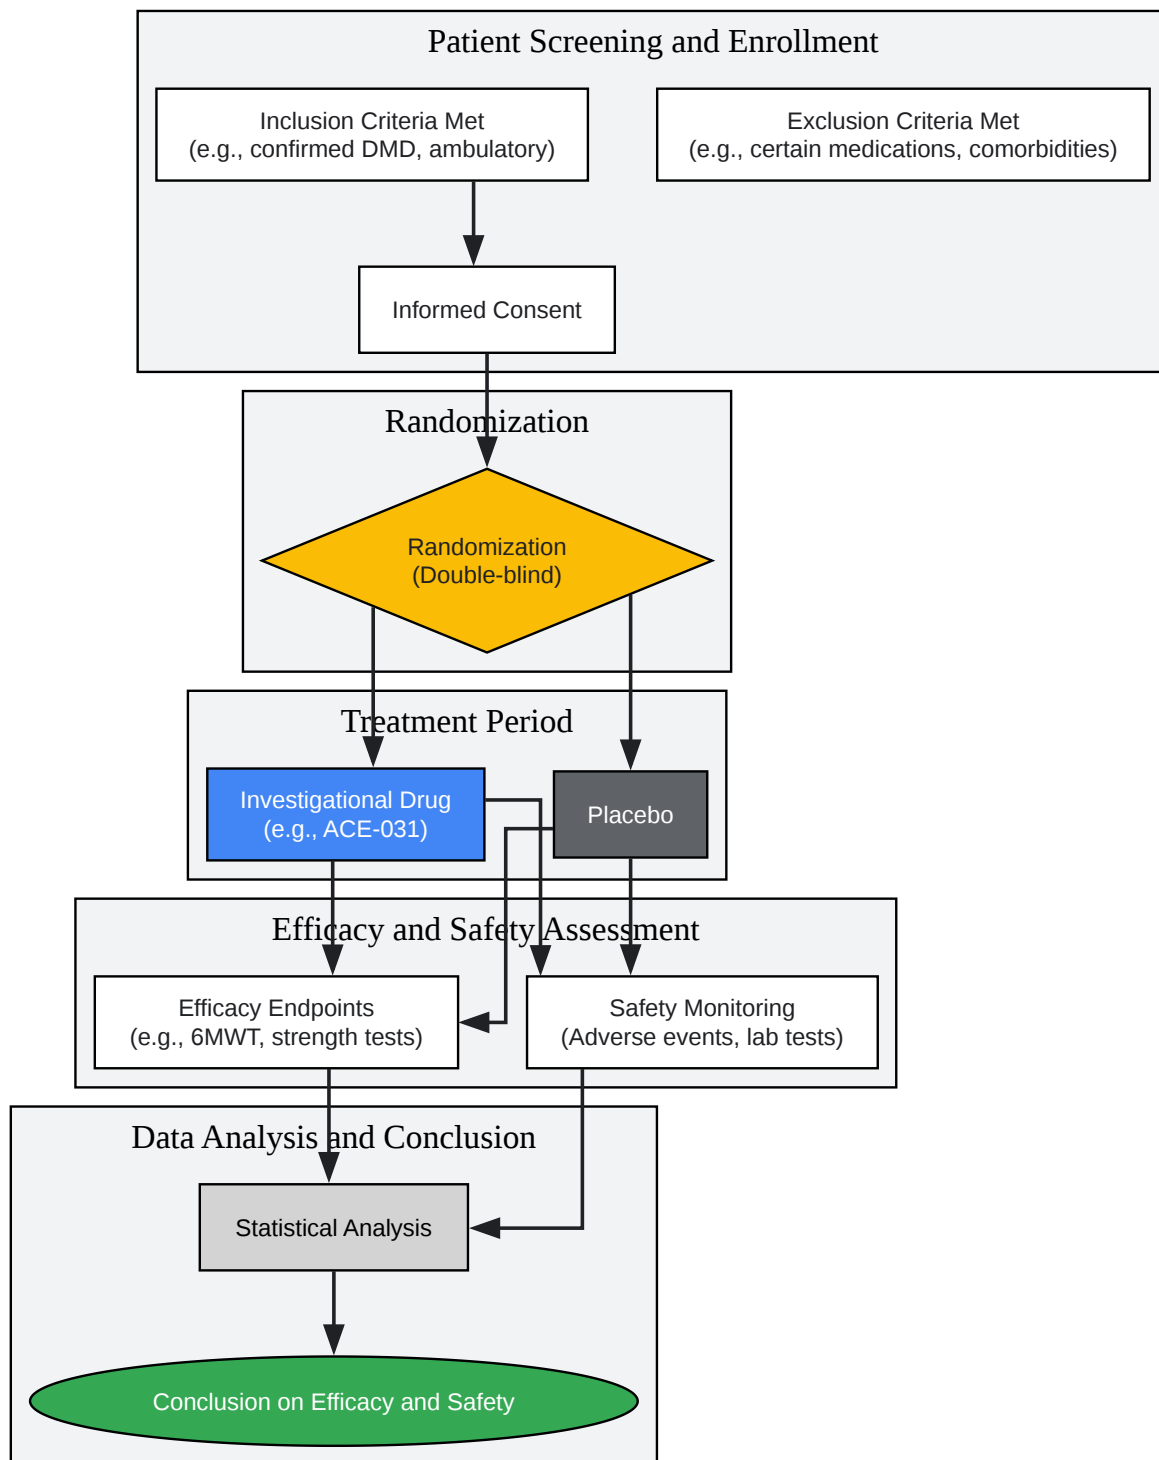 Patient Screening and Enrollment
Inclusion Criteria Met
(e.g., confirmed DMD, ambulatory)
Exclusion Criteria Met
(e.g., certain medications, comorbidities)
Informed Consent
Randomization
Randomization
(Double-blind)
Treatment Period
Investigational Drug
(e.g., ACE-031)
Placebo
Efficacy and Safety Assessment
Efficacy Endpoints
(e.g., 6MWT, strength tests)
Safety Monitoring
(Adverse events, lab tests)
Data Analysis and Conclusion
Statistical Analysis
Conclusion on Efficacy and Safety